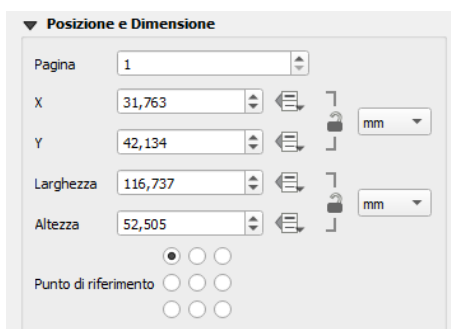 Posizione e Dimensione
Pagina 1
X 31,763
mm
Y 42,134
Larghezza 116,737
mm
Altezza 52,505
Punto di riferimento